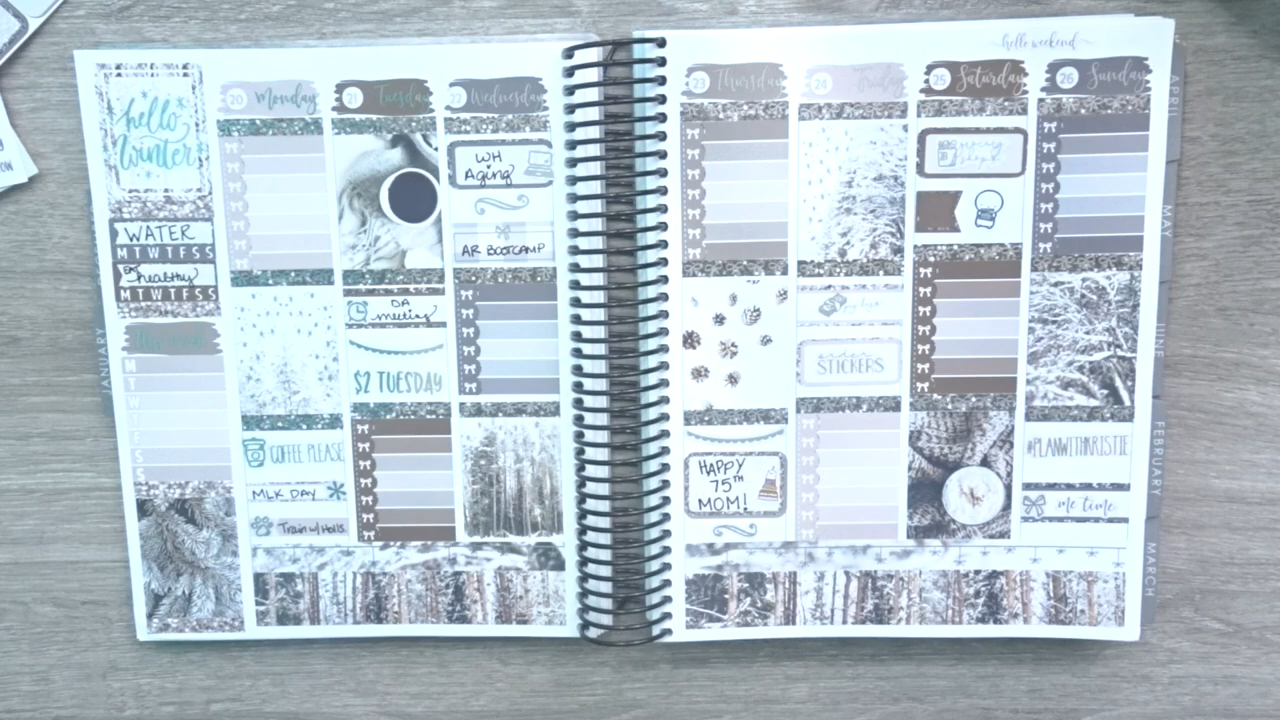 hello
Winter
WATER
M T W T F S S
healthy
M T W T F S S
M
T
W
T
F
S
S
20 Monday
COFFEE PLEASE
MLK DAY
Train w/ Holls
21 Tuesday
DA
meeting
$2 TUESDAY
22 Wednesday
WH
Aging
AR BOOTCAMP
hello weekend
23 Thursday
HAPPY
75TH
MOM!
24 Friday
STICKERS
25 Saturday
26 Sunday
#PLANWITHKRISTIE
me time
JANUARY
APRIL
MAY
JUNE
FEBRUARY
MARCH
OW